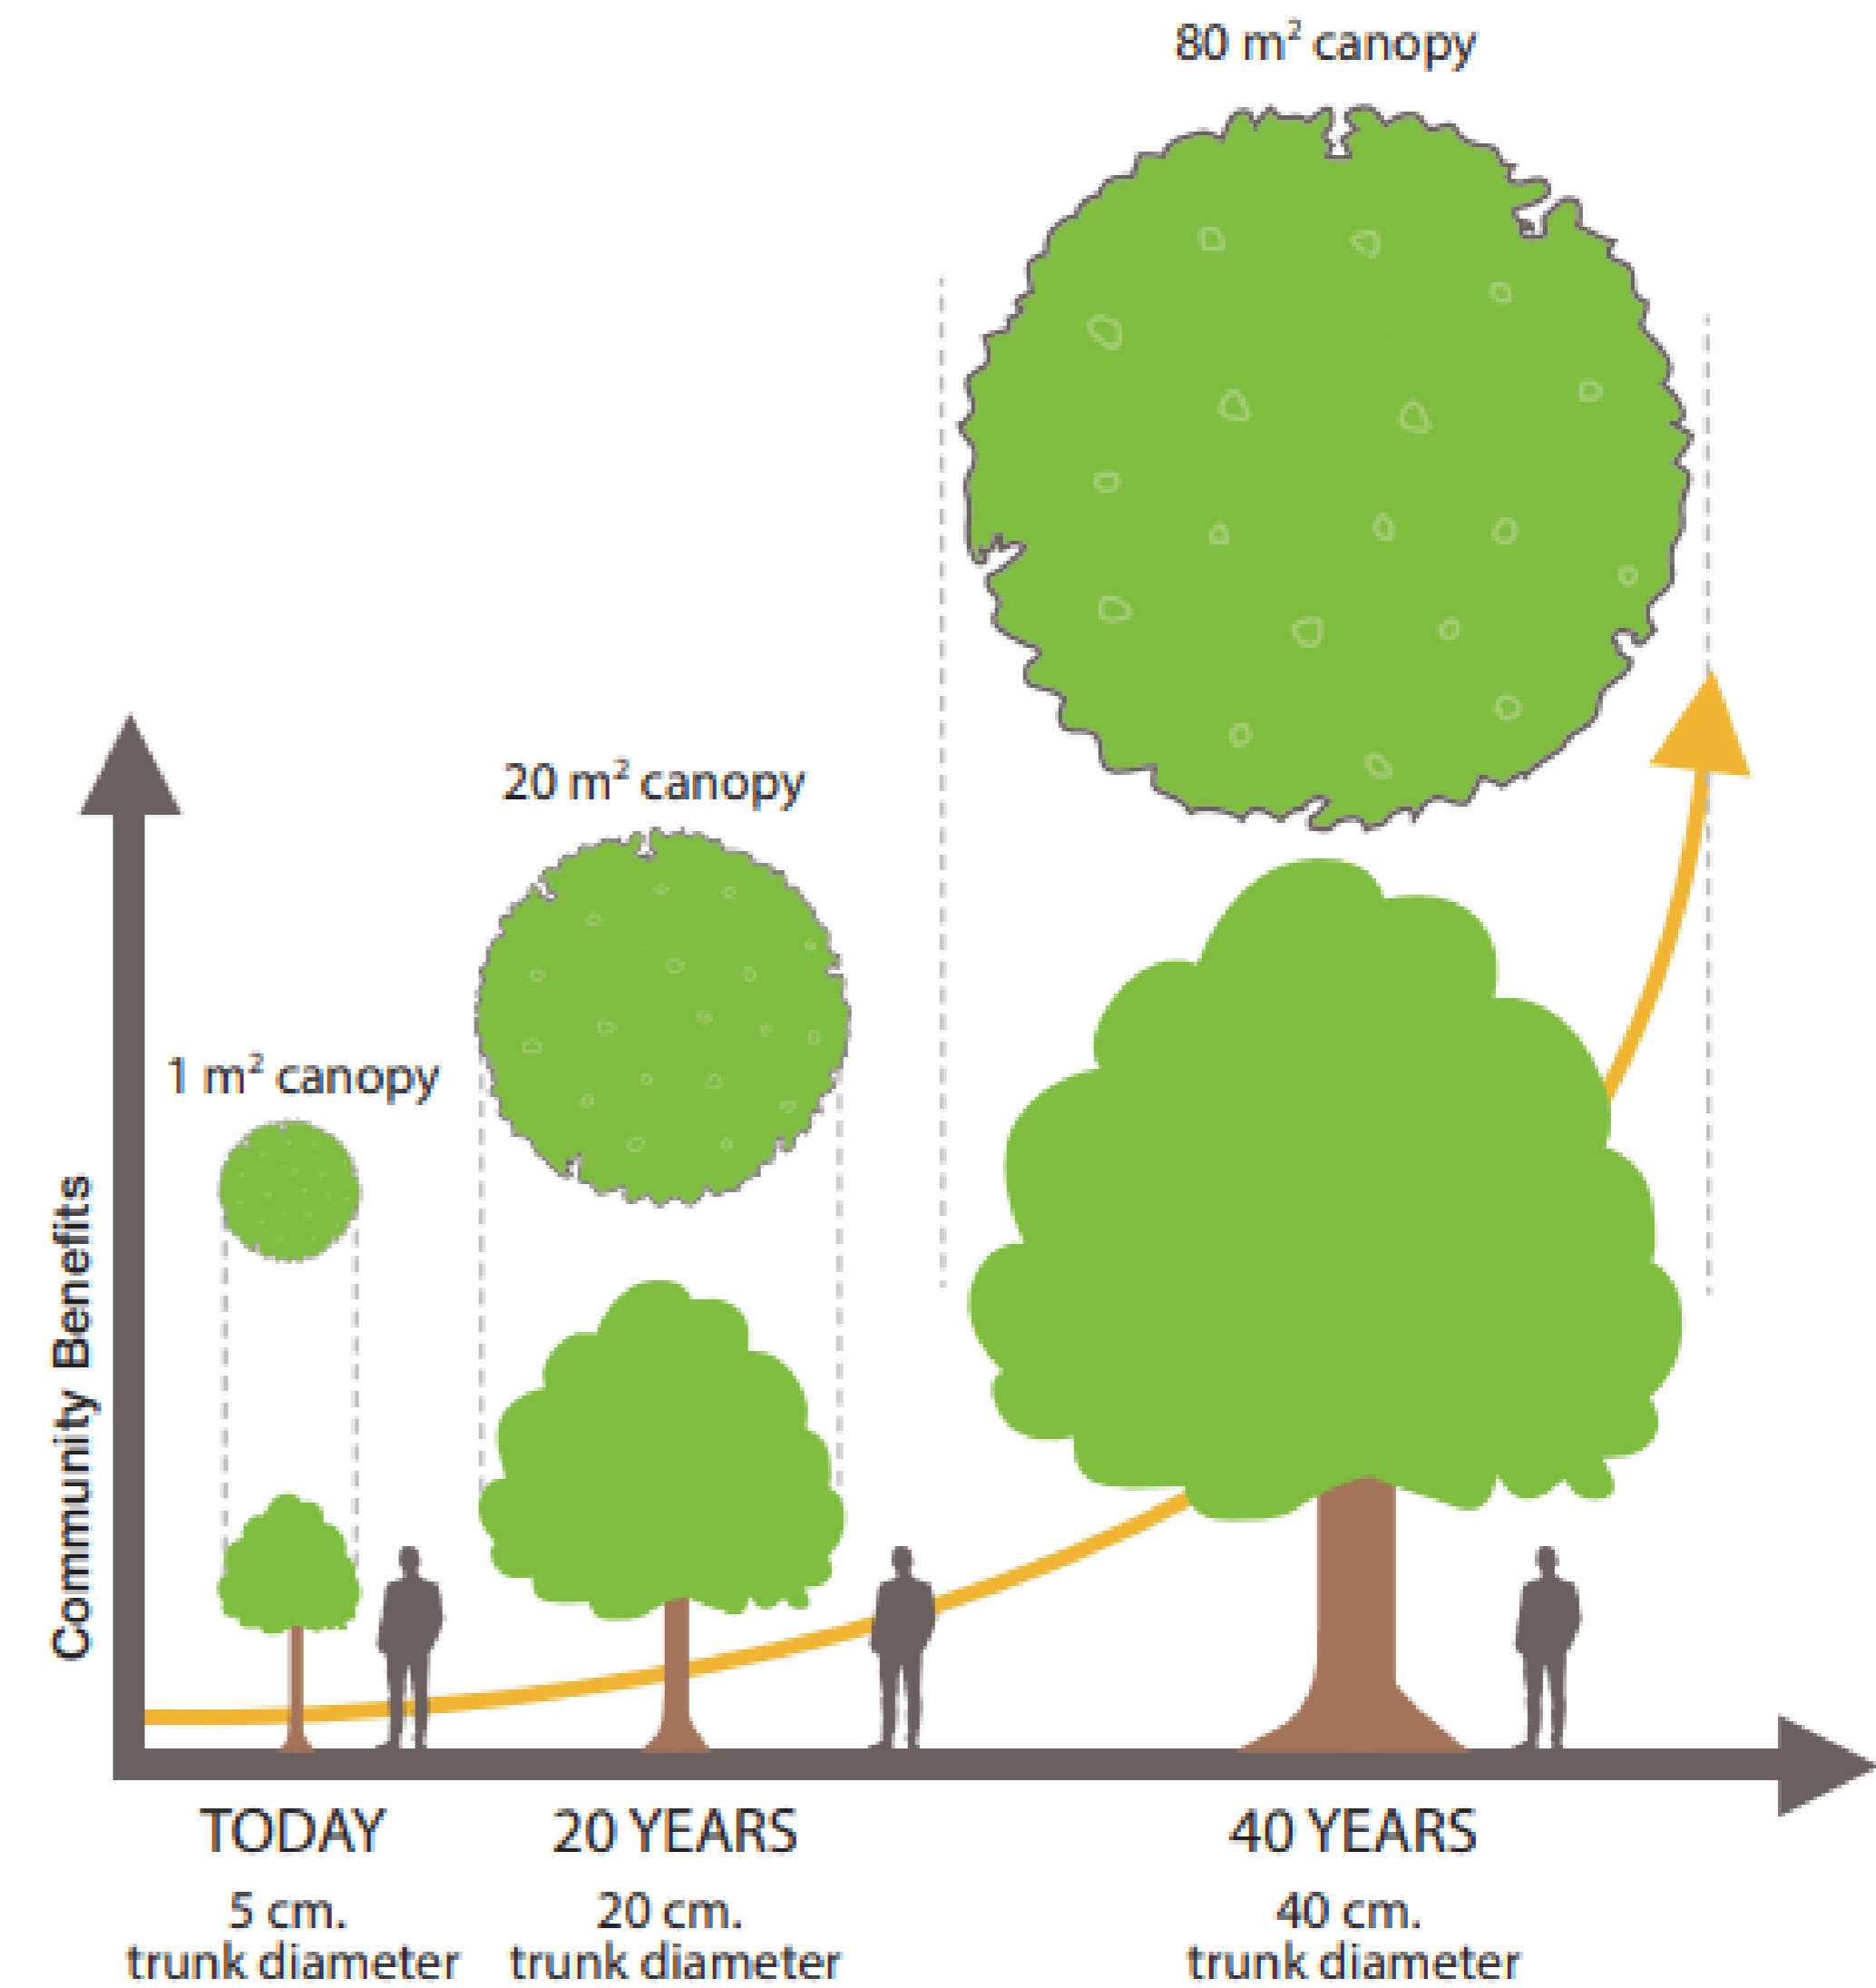 80 m² canopy
20 m² canopy
1 m² canopy
Community Benefits
TODAY
5 cm.
trunk diameter
20 YEARS
20 cm.
trunk diameter
40 YEARS
40 cm.
trunk diameter